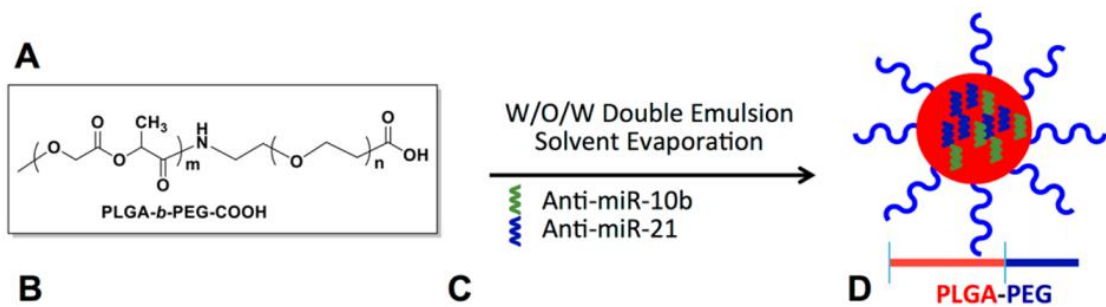 A
W/O/W Double Emulsion
Solvent Evaporation
O
O
O
CH₃
O
m
H
N
O
n
O
OH
PLGA-b-PEG-COOH
Anti-miR-10b
Anti-miR-21
B
C
D
PLGA-PEG